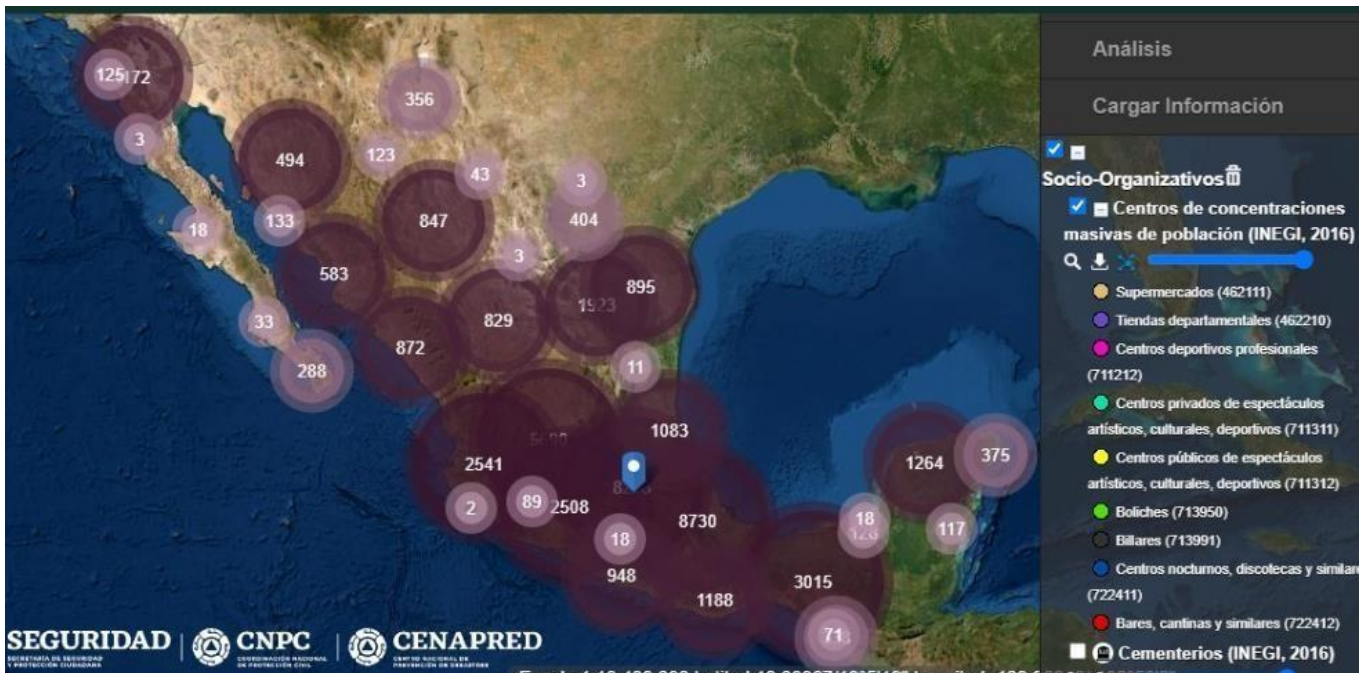 Análisis
Cargar Información
Socio-Organizativos
Centros de concentraciones
masivas de población (INEGI, 2016)
Supermercados (462111)
Tiendas departamentales (462210)
Centros deportivos profesionales
(711212)
Centros privados de espectáculos
artísticos, culturales, deportivos (711311)
Centros públicos de espectáculos
artísticos, culturales, deportivos (711312)
Boliches (713950)
Billares (713991)
Centros nocturnos, discotecas y similare
(722411)
Bares, cantinas y similares (722412)
Cementerios (INEGI, 2016)
125
172
356
3
494
123
43
3
18
133
847
404
583
3
895
1923
33
829
872
288
11
1083
2541
1264
375
2
89
2508
8730
18
117
18
948
3015
1188
71
SEGURIDAD
SECRETARÍA DE SEGURIDAD
Y PROTECCIÓN CIUDADANA
CNPC
COORDINACIÓN NACIONAL
DE PROTECCIÓN CIVIL
CENAPRED
CENTRO NACIONAL DE
PREVENCIÓN DE DESASTRES